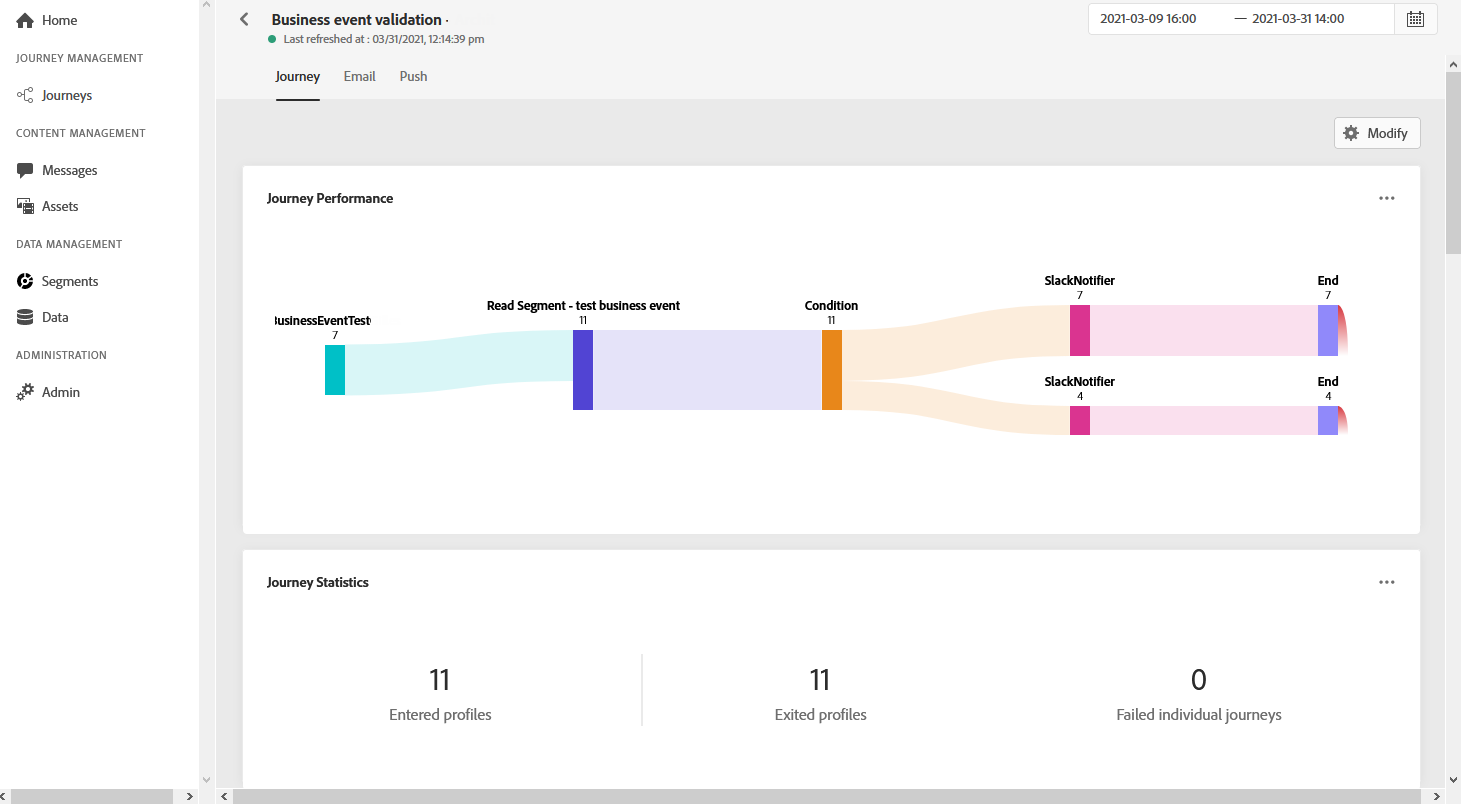 Home
JOURNEY MANAGEMENT
Journeys
CONTENT MANAGEMENT
Messages
Assets
DATA MANAGEMENT
Segments
Data
ADMINISTRATION
Admin
Business event validation ·
Last refreshed at : 03/31/2021, 12:14:39 pm
2021-03-09 16:00 — 2021-03-31 14:00
Journey Email Push
Modify
Journey Performance
SlackNotifier End
7 7
Read Segment - test business event Condition
11 11
usinessEventTest
7
SlackNotifier End
4 4
Journey Statistics
11 11 0
Entered profiles Exited profiles Failed individual journeys